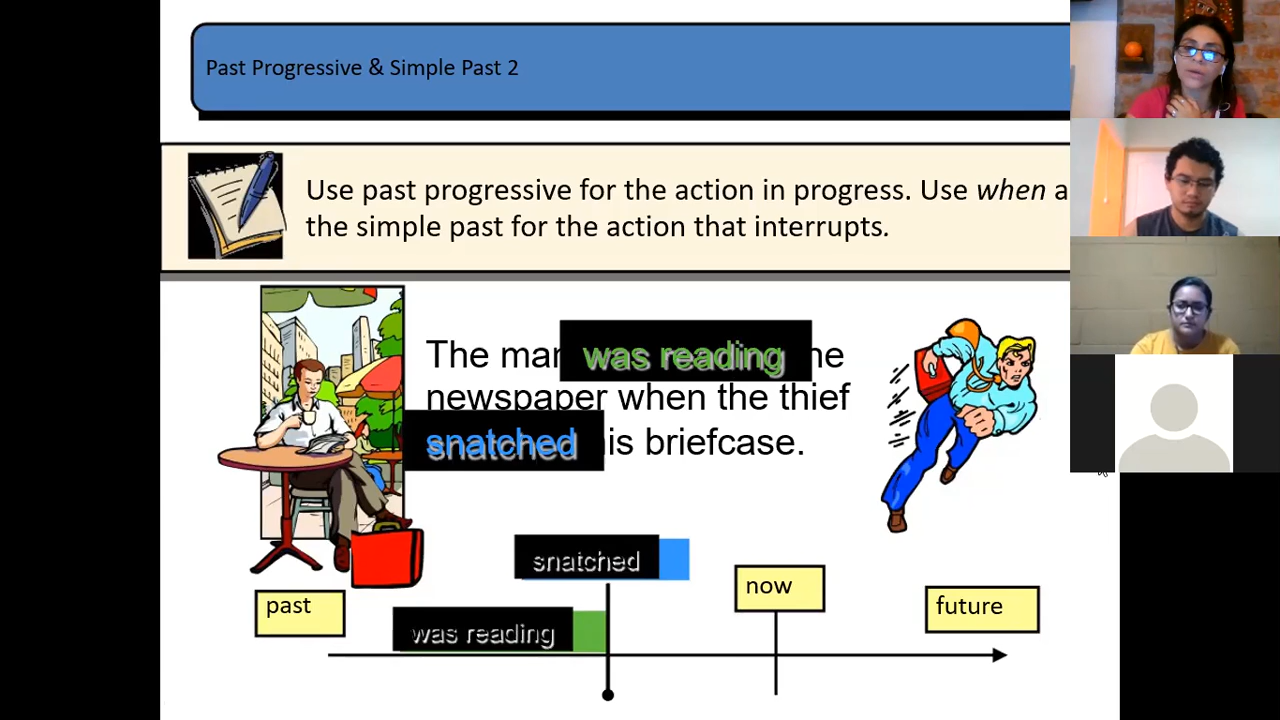 Past Progressive & Simple Past 2
Use past progressive for the action in progress. Use when a
the simple past for the action that interrupts.
The man was reading he
newspaper when the thief
snatched is briefcase.
snatched
now
past
future
was reading